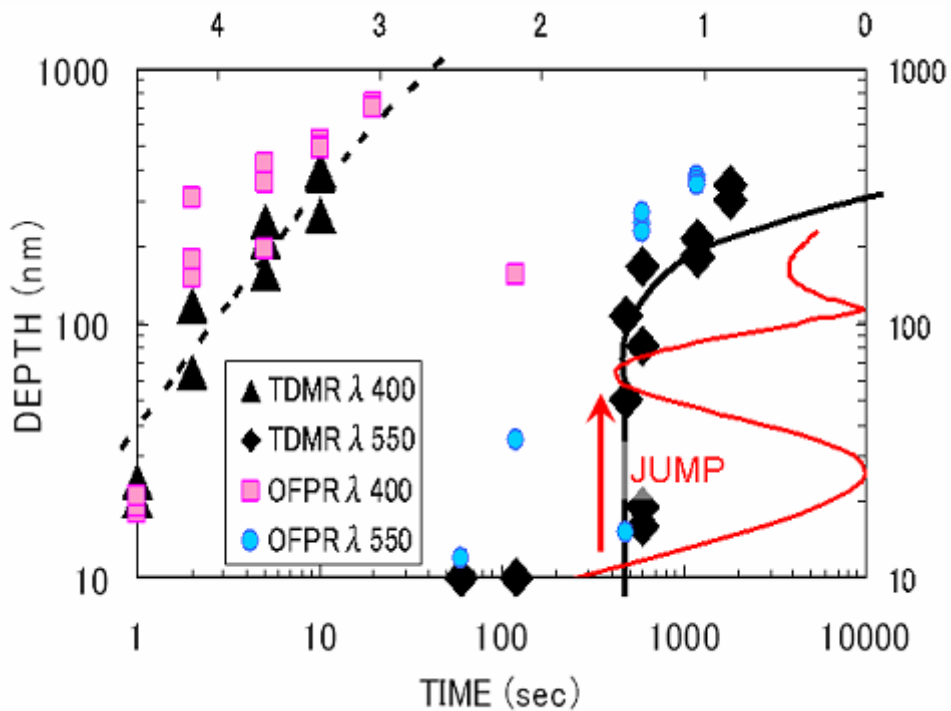 4 3 2 1 0
1000 1000
DEPTH (nm)
100 100
▲ TDMR λ 400
◆ TDMR λ 550
OFPR λ 400
OFPR λ 550
JUMP
10 10
1 10 100 1000 10000
TIME (sec)